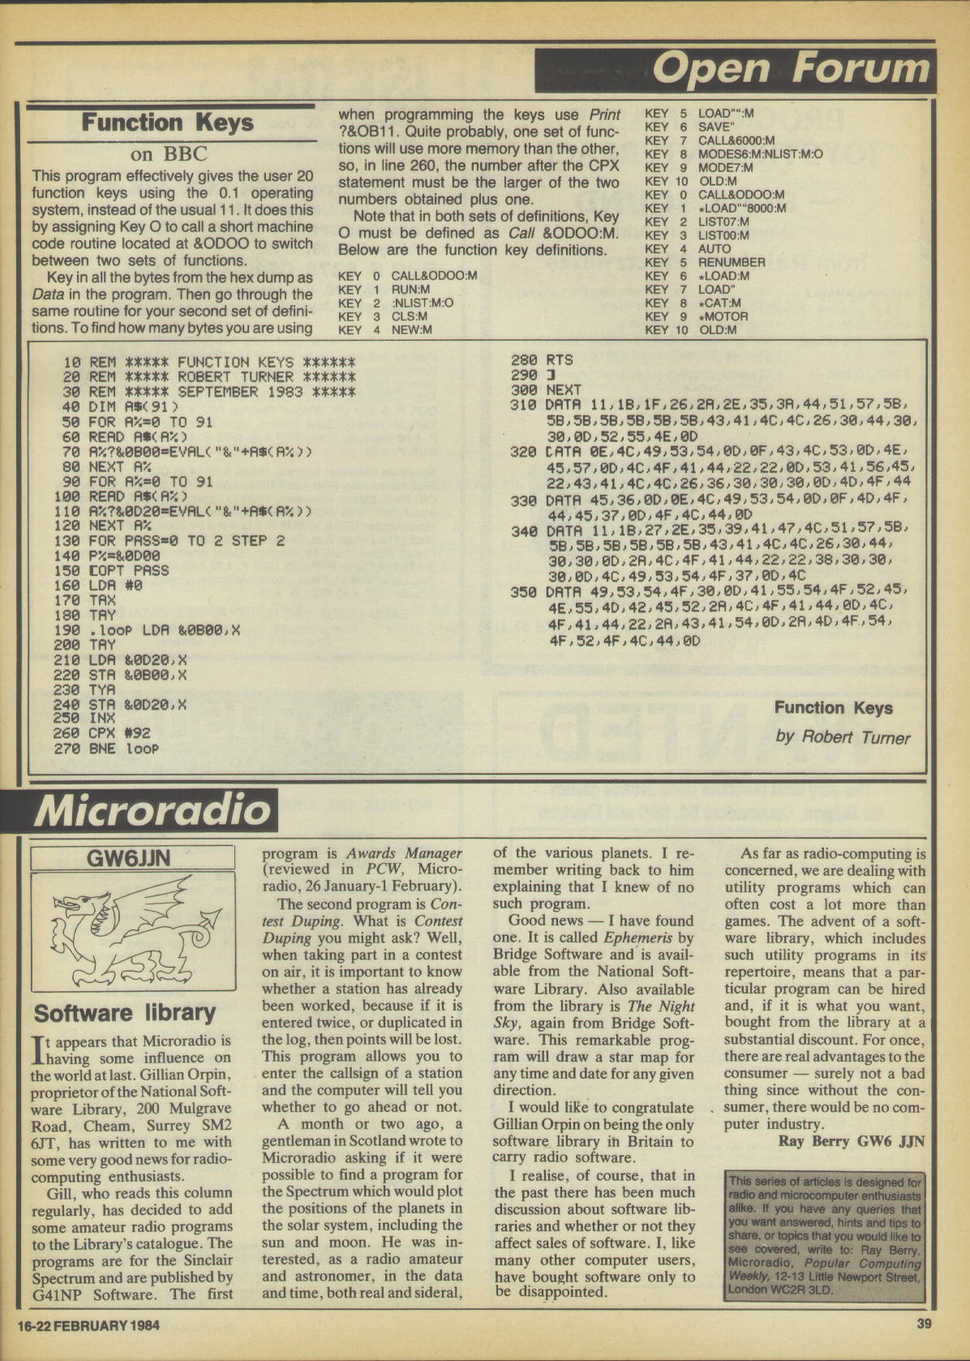 Open Forum
Function Keys
on BBC
This program effectively gives the user 20
function keys using the 0.1 operating
system, instead of the usual 11. It does this
by assigning Key O to call a short machine
code routine located at &ODOO to switch
between two sets of functions.
Key in all the bytes from the hex dump as
Data in the program. Then go through the
same routine for your second set of defini-
tions. To find how many bytes you are using
when programming the keys use Print
?&OB11. Quite probably, one set of func-
tions will use more memory than the other,
so, in line 260, the number after the CPX
statement must be the larger of the two
numbers obtained plus one.
Note that in both sets of definitions, Key
O must be defined as Call &ODOO:M.
Below are the function key definitions.
KEY 0 CALL&ODOO:M
KEY 1 RUN:M
KEY 2 :NLIST:M:O
KEY 3 CLS:M
KEY 4 NEW:M
KEY 5 LOAD"":M
KEY 6 SAVE"
KEY 7 CALL&6000:M
KEY 8 MODES6:M:NLIST:M:O
KEY 9 MODE7:M
KEY 10 OLD:M
KEY 0 CALL&ODOO:M
KEY 1 *LOAD""8000:M
KEY 2 LIST07:M
KEY 3 LIST00:M
KEY 4 AUTO
KEY 5 RENUMBER
KEY 6 *LOAD:M
KEY 7 LOAD"
KEY 8 *CAT:M
KEY 9 *MOTOR
KEY 10 OLD:M
10 REM ***** FUNCTION KEYS ******
20 REM ***** ROBERT TURNER ******
30 REM ***** SEPTEMBER 1983 *****
40 DIM A$(91)
50 FOR A%=0 TO 91
60 READ A$(A%)
70 A%?&0B00=EVAL("&"+A$(A%))
80 NEXT A%
90 FOR A%=0 TO 91
100 READ A$(A%)
110 A%?&0D20=EVAL("&"+A$(A%))
120 NEXT A%
130 FOR PASS=0 TO 2 STEP 2
140 P%=&0D00
150 [OPT PASS
160 LDA #0
170 TAX
180 TAY
190 .loop LDA &0B00,X
200 TAY
210 LDA &0D20,X
220 STA &0B00,X
230 TYA
240 STA &0D20,X
250 INX
260 CPX #92
270 BNE loop
280 RTS
290 ]
300 NEXT
310 DATA 11,1B,1F,26,2A,2E,35,3A,44,51,57,5B,
5B,5B,5B,5B,5B,5B,43,41,4C,4C,26,30,44,30,
30,0D,52,55,4E,0D
320 DATA 0E,4C,49,53,54,0D,0F,43,4C,53,0D,4E,
45,57,0D,4C,4F,41,44,22,22,0D,53,41,56,45,
22,43,41,4C,4C,26,36,30,30,30,0D,4D,4F,44
330 DATA 45,36,0D,0E,4C,49,53,54,0D,0F,4D,4F,
44,45,37,0D,4F,4C,44,0D
340 DATA 11,1B,27,2E,35,39,41,47,4C,51,57,5B,
5B,5B,5B,5B,5B,5B,43,41,4C,4C,26,30,44,
30,30,0D,2A,4C,4F,41,44,22,22,38,30,30,
30,0D,4C,49,53,54,4F,37,0D,4C
350 DATA 49,53,54,4F,30,0D,41,55,54,4F,52,45,
4E,55,4D,42,45,52,2A,4C,4F,41,44,0D,4C,
4F,41,44,22,2A,43,41,54,0D,2A,4D,4F,54,
4F,52,4F,4C,44,0D
Function Keys
by Robert Turner
Microradio
GW6JJN
Software library
It appears that Microradio is
having some influence on
the world at last. Gillian Orpin,
proprietor of the National Soft-
ware Library, 200 Mulgrave
Road, Cheam, Surrey SM2
6JT, has written to me with
some very good news for radio-
computing enthusiasts.
Gill, who reads this column
regularly, has decided to add
some amateur radio programs
to the Library's catalogue. The
programs are for the Sinclair
Spectrum and are published by
G41NP Software. The first
program is Awards Manager
(reviewed in PCW, Micro-
radio, 26 January-1 February).
The second program is Con-
test Duping. What is Contest
Duping you might ask? Well,
when taking part in a contest
on air, it is important to know
whether a station has already
been worked, because if it is
entered twice, or duplicated in
the log, then points will be lost.
This program allows you to
enter the callsign of a station
and the computer will tell you
whether to go ahead or not.
A month or two ago, a
gentleman in Scotland wrote to
Microradio asking if it were
possible to find a program for
the Spectrum which would plot
the positions of the planets in
the solar system, including the
sun and moon. He was in-
terested, as a radio amateur
and astronomer, in the data
and time, both real and sideral,
of the various planets. I re-
member writing back to him
explaining that I knew of no
such program.
Good news — I have found
one. It is called Ephemeris by
Bridge Software and is avail-
able from the National Soft-
ware Library. Also available
from the library is The Night
Sky, again from Bridge Soft-
ware. This remarkable prog-
ram will draw a star map for
any time and date for any given
direction.
I would like to congratulate
Gillian Orpin on being the only
software library in Britain to
carry radio software.
I realise, of course, that in
the past there has been much
discussion about software lib-
raries and whether or not they
affect sales of software. I, like
many other computer users,
have bought software only to
be disappointed.
As far as radio-computing is
concerned, we are dealing with
utility programs which can
often cost a lot more than
games. The advent of a soft-
ware library, which includes
such utility programs in its
repertoire, means that a par-
ticular program can be hired
and, if it is what you want,
bought from the library at a
substantial discount. For once,
there are real advantages to the
consumer — surely not a bad
thing since without the con-
sumer, there would be no com-
puter industry.
Ray Berry GW6 JJN
This series of articles is designed for
radio and microcomputer enthusiasts
alike. If you have any queries that
you want answered, hints and tips to
share, or topics that you would like to
see covered, write to: Ray Berry,
Microradio, Popular Computing
Weekly, 12-13 Little Newport Street,
London WC2R 3LD.
16-22 FEBRUARY 1984
39